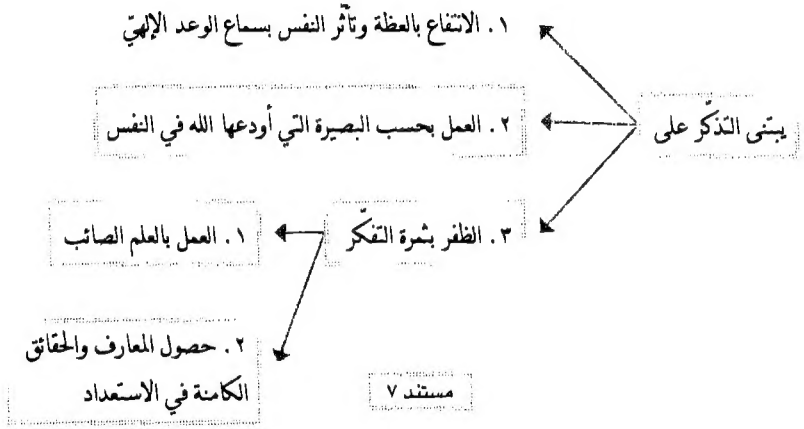 ١. الانتفاع بالعظة وتأثّر النفس بسماع الوعد الإلهيّ
يبتنى التذكّر على
٢. العمل بحسب البصيرة التي أودعها الله في النفس
٣. الظفر بثمرة التفكّر
١. العمل بالعلم الصائب
٢. حصول المعارف والحقائق
الكامنة في الاستعداد
مستند ٧